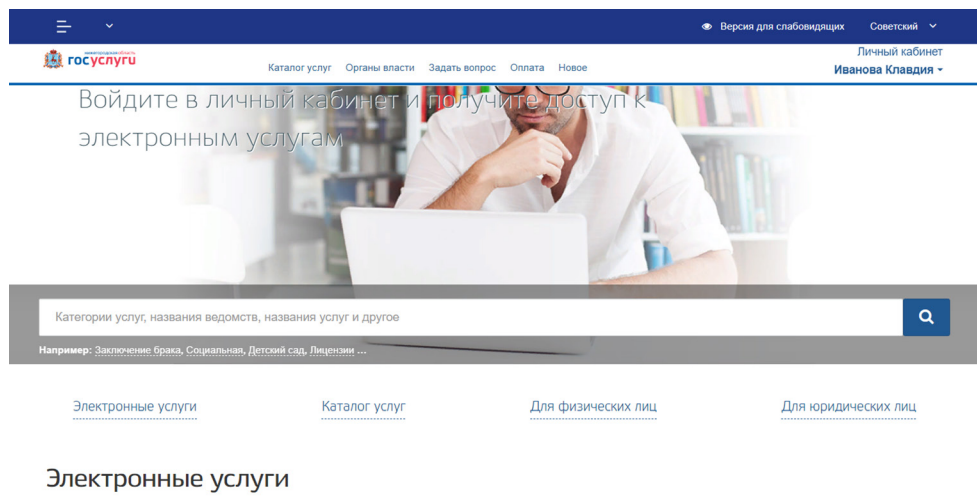 Версия для слабовидящих Советский
нижегородская область
госуслуги
Каталог услуг Органы власти Задать вопрос Оплата Новое
Личный кабинет
Иванова Клавдия
Войдите в личный кабинет и получите доступ к
электронным услугам
Категории услуг, названия ведомств, названия услуг и другое
Например: Заключение брака, Социальная, Детский сад, Лицензии ...
Электронные услуги Каталог услуг Для физических лиц Для юридических лиц
Электронные услуги